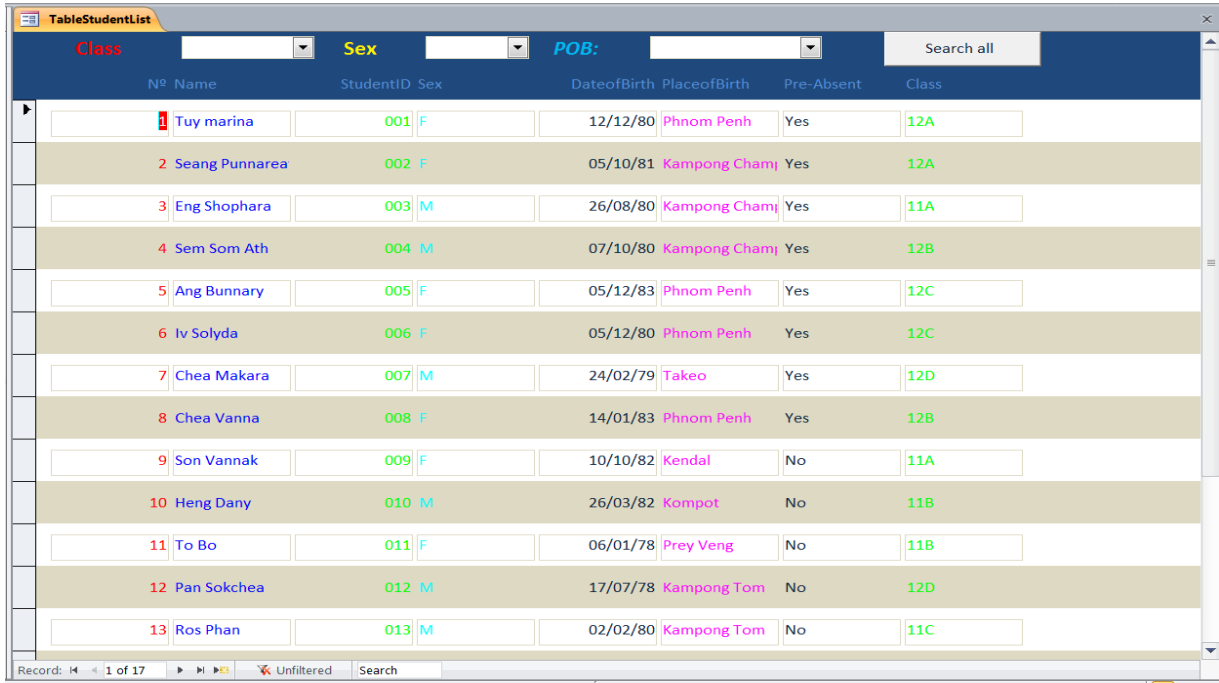 TableStudentList
Class Sex POB: Search all
Nº Name StudentID Sex DateofBirth PlaceofBirth Pre-Absent Class
1 Tuy marina 001 F 12/12/80 Phnom Penh Yes 12A
2 Seang Punnarea 002 F 05/10/81 Kampong Cham Yes 12A
3 Eng Shophara 003 M 26/08/80 Kampong Cham Yes 11A
4 Sem Som Ath 004 M 07/10/80 Kampong Cham Yes 12B
5 Ang Bunnary 005 F 05/12/83 Phnom Penh Yes 12C
6 Iv Solyda 006 F 05/12/80 Phnom Penh Yes 12C
7 Chea Makara 007 M 24/02/79 Takeo Yes 12D
8 Chea Vanna 008 F 14/01/83 Phnom Penh Yes 12B
9 Son Vannak 009 F 10/10/82 Kendal No 11A
10 Heng Dany 010 M 26/03/82 Kompot No 11B
11 To Bo 011 F 06/01/78 Prey Veng No 11B
12 Pan Sokchea 012 M 17/07/78 Kampong Tom No 12D
13 Ros Phan 013 M 02/02/80 Kampong Tom No 11C
Record: 1 of 17 Unfiltered Search